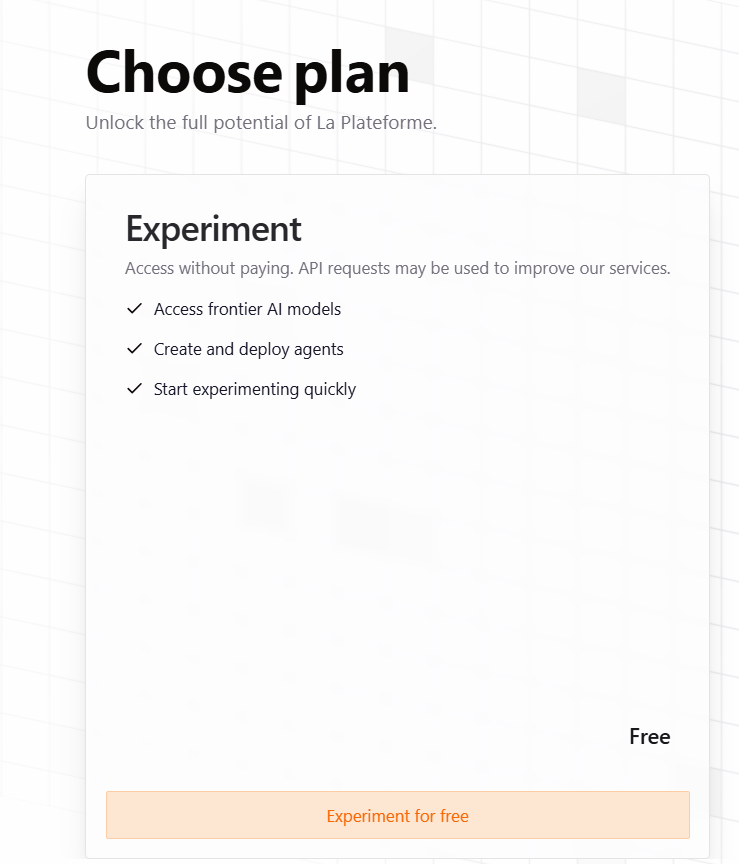 Choose plan
Unlock the full potential of La Plateforme.
Experiment
Access without paying. API requests may be used to improve our services.
Access frontier AI models
Create and deploy agents
Start experimenting quickly
Free
Experiment for free